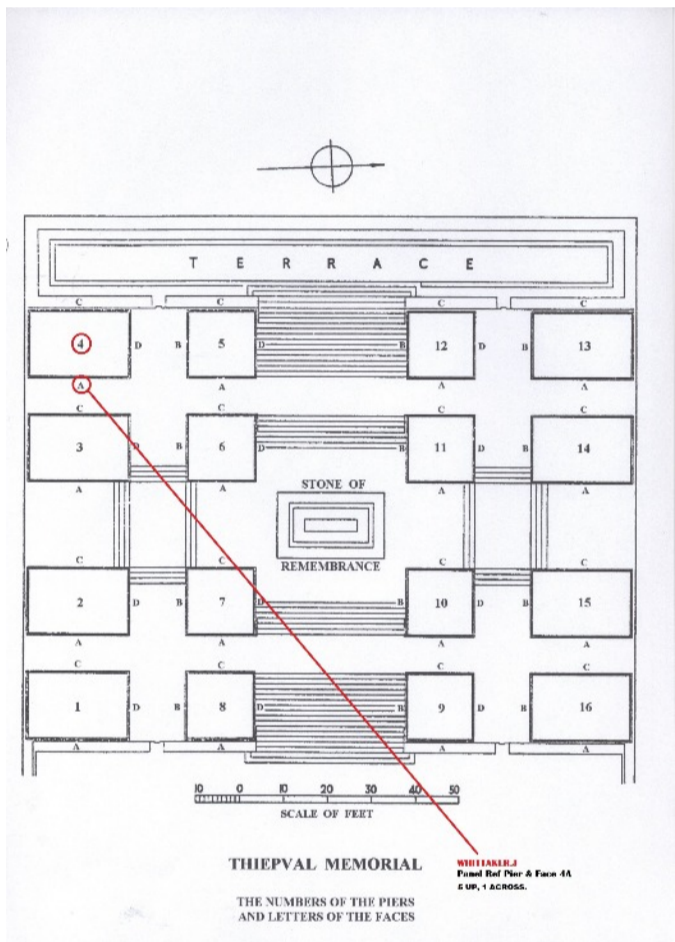 T E R R A C E
C C C C
4 D B 5 D B 12 D B 13
A A A A
C C C C
3 D B 6 D B 11 D B 14
A A A A
STONE OF
REMEMBRANCE
C C C C
2 D B 7 D B 10 D B 15
A A A A
C C C C
1 D B 8 D B 9 D B 16
A A A A
10 0 10 20 30 40 50
SCALE OF FEET
THIEPVAL MEMORIAL
WHITTAKER.J
Panel Ref Pier & Face 4A
5 UP, 1 ACROSS.
THE NUMBERS OF THE PIERS
AND LETTERS OF THE FACES